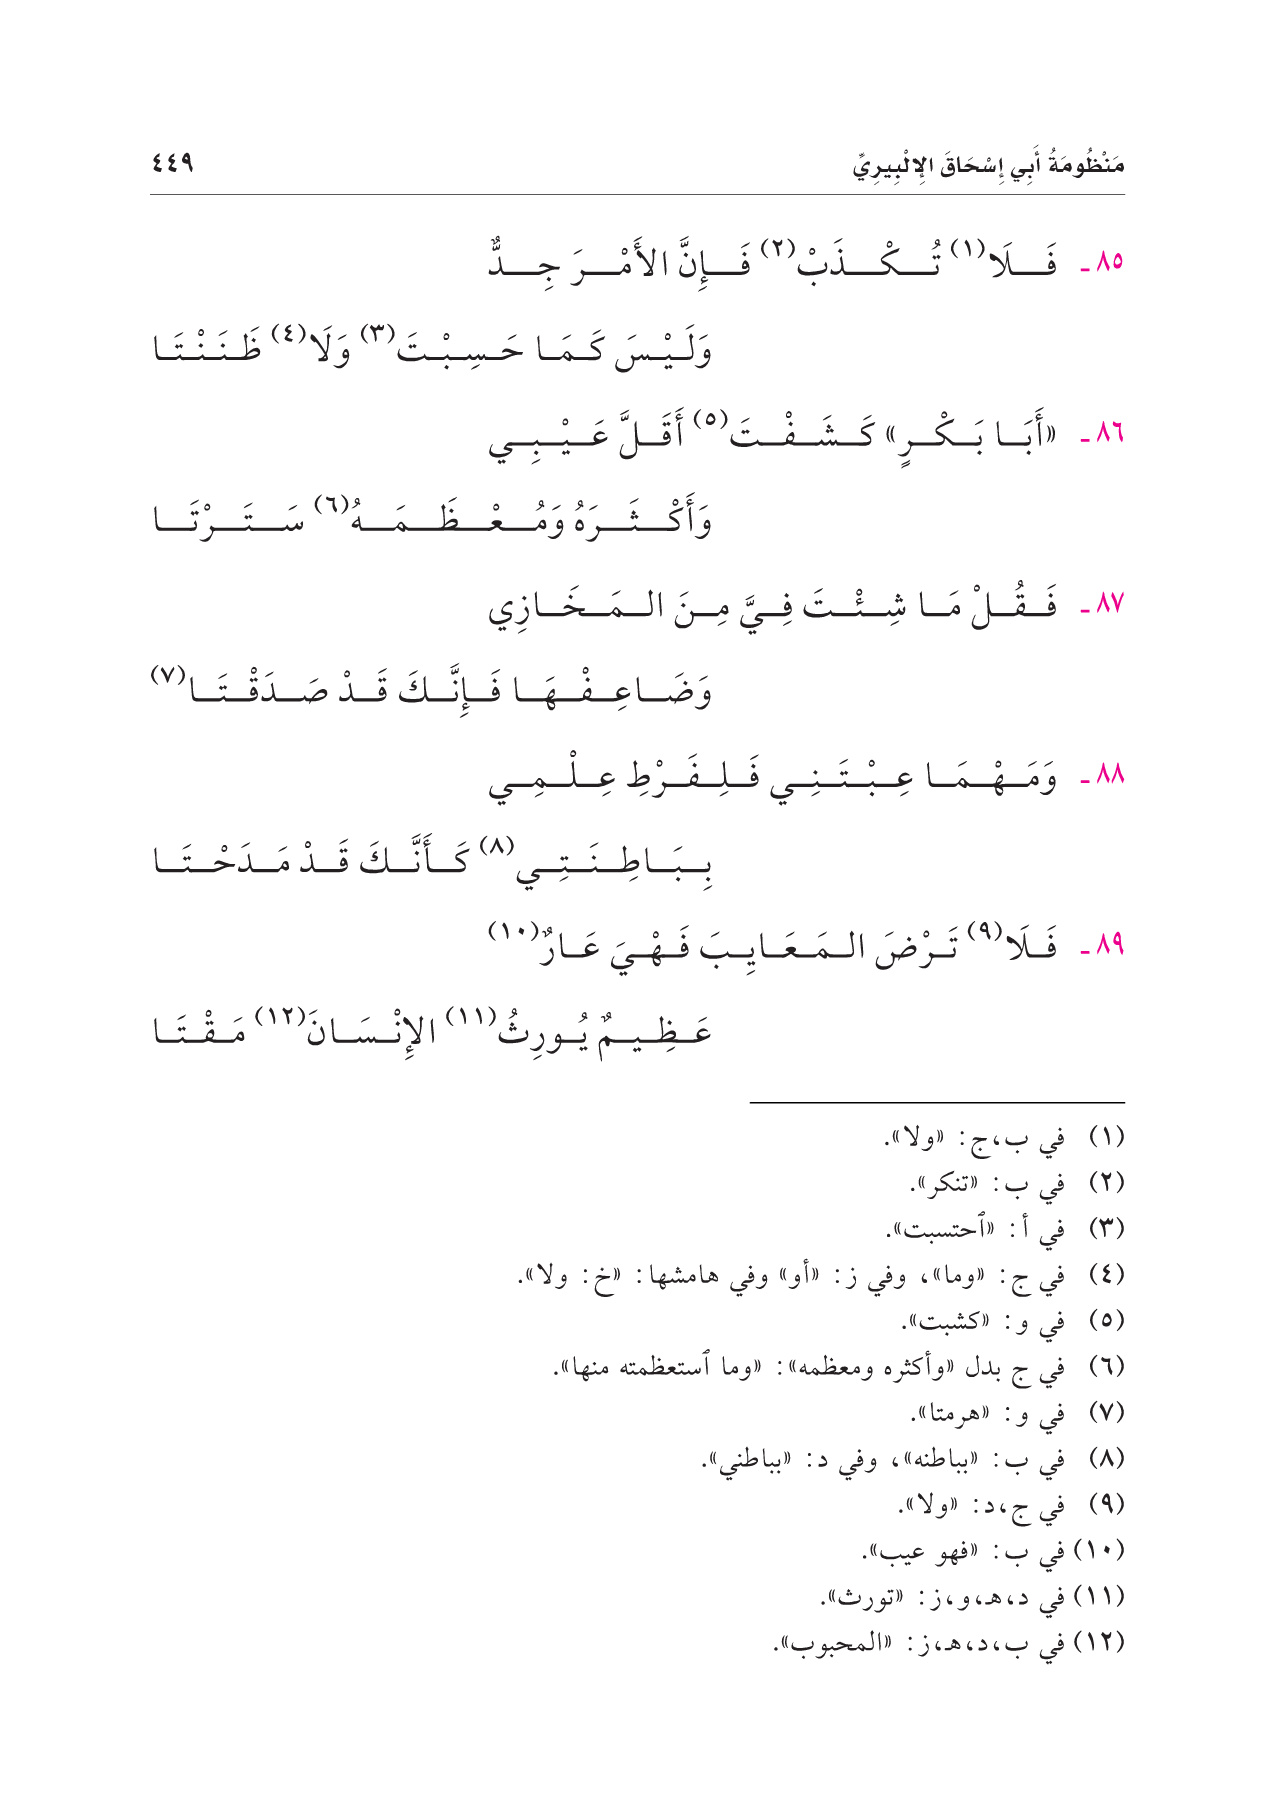 مَنْظُومَةُ أَبِي إِسْحَاقَ الإِلْبِيرِيِّ ٤٤٩
٨٥ ـ فَلَا(١) تُكْذَبْ(٢) فَإِنَّ الأَمْرَ جِدٌّ
وَلَيْسَ كَمَا حَسِبْتَ(٣) وَلَا(٤) ظَنَنْتَا
٨٦ ـ «أَبَا بَكْرٍ» كَشَفْتَ(٥) أَقَلَّ عَيْبِي
وَأَكْثَرَهُ وَمُعْظَمَهُ(٦) سَتَرْتَا
٨٧ ـ فَقُلْ مَا شِئْتَ فِيَّ مِنَ المَخَازِي
وَضَاعِفْهَا فَإِنَّكَ قَدْ صَدَقْتَا(٧)
٨٨ ـ وَمَهْمَا عِبْتَنِي فَلِفَرْطِ عِلْمِي
بِبَاطِنَتِي(٨) كَأَنَّكَ قَدْ مَدَحْتَا
٨٩ ـ فَلَا(٩) تَرْضَ المَعَايِبَ فَهْيَ عَارٌ(١٠)
عَظِيمٌ يُورِثُ(١١) الإِنْسَانَ(١٢) مَقْتَا
(١) في ب،ج: «ولا».
(٢) في ب: «تنكر».
(٣) في أ: «ٱحتسبت».
(٤) في ج: «وما»، وفي ز: «أو» وفي هامشها: «خ: ولا».
(٥) في و: «كشبت».
(٦) في ج بدل «وأكثره ومعظمه»: «وما ٱستعظمته منها».
(٧) في و: «هرمتا».
(٨) في ب: «بباطنه»، وفي د: «بباطني».
(٩) في ج،د: «ولا».
(١٠) في ب: «فهو عيب».
(١١) في د،هـ،و،ز: «تورث».
(١٢) في ب،د،هـ،ز: «المحبوب».